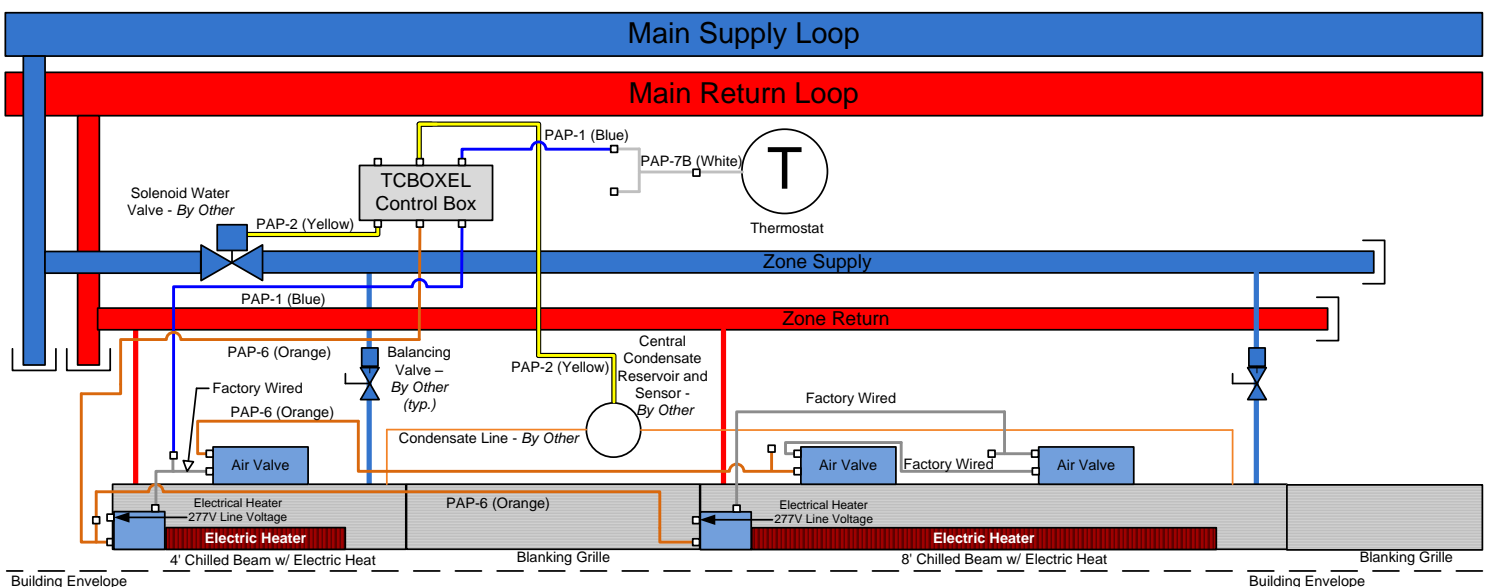 Main Supply Loop
Main Return Loop
PAP-1 (Blue)
PAP-7B (White)
T
Thermostat
TCBOXEL
Control Box
Solenoid Water
Valve - By Other
PAP-2 (Yellow)
Zone Supply
PAP-1 (Blue)
Zone Return
PAP-6 (Orange)
Balancing
Valve –
By Other
(typ.)
PAP-2 (Yellow)
Central
Condensate
Reservoir and
Sensor -
By Other
Factory Wired
PAP-6 (Orange)
Condensate Line - By Other
Factory Wired
Air Valve
Air Valve
Factory Wired
Air Valve
Electrical Heater
277V Line Voltage
PAP-6 (Orange)
Electrical Heater
277V Line Voltage
Electric Heater
Electric Heater
4' Chilled Beam w/ Electric Heat
Blanking Grille
8' Chilled Beam w/ Electric Heat
Blanking Grille
Building Envelope
Building Envelope